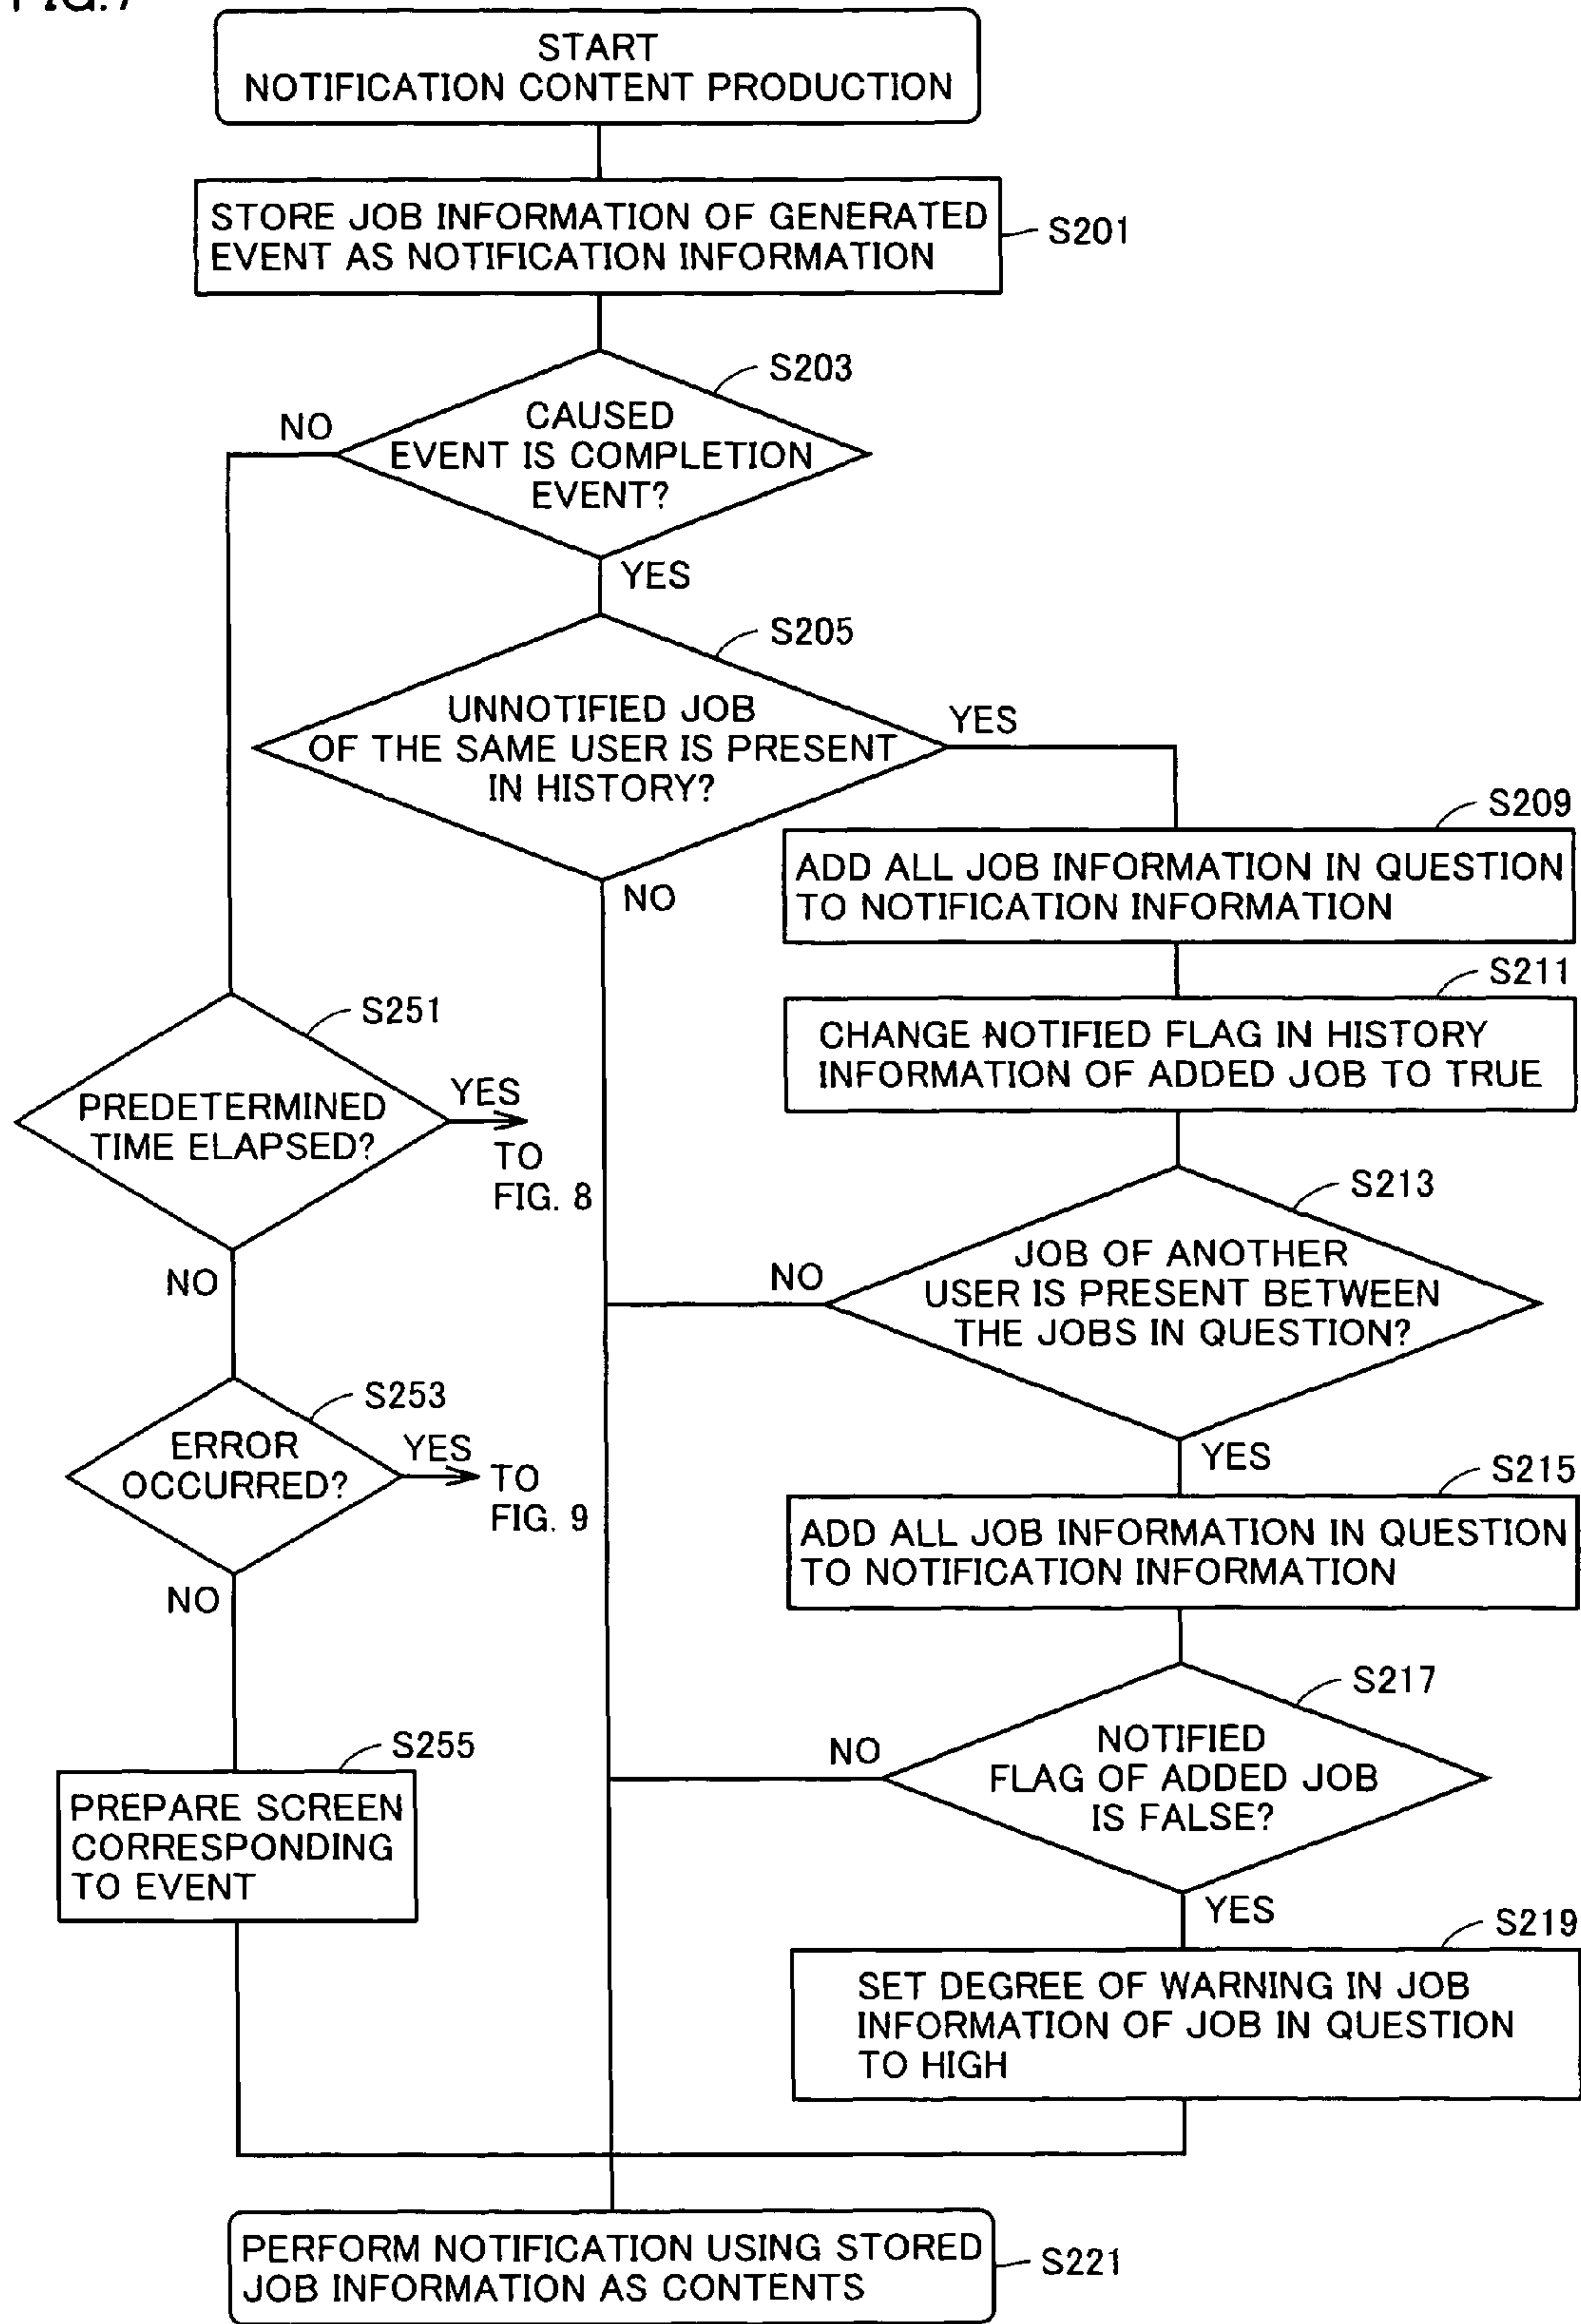 FIG.7
START
NOTIFICATION CONTENT PRODUCTION
STORE JOB INFORMATION OF GENERATED
EVENT AS NOTIFICATION INFORMATION
S201
S203
CAUSED
EVENT IS COMPLETION
EVENT?
NO
YES
S205
UNNOTIFIED JOB
OF THE SAME USER IS PRESENT
IN HISTORY?
YES
NO
S209
ADD ALL JOB INFORMATION IN QUESTION
TO NOTIFICATION INFORMATION
S211
CHANGE NOTIFIED FLAG IN HISTORY
INFORMATION OF ADDED JOB TO TRUE
S251
PREDETERMINED
TIME ELAPSED?
YES
TO
FIG. 8
NO
S213
JOB OF ANOTHER
USER IS PRESENT BETWEEN
THE JOBS IN QUESTION?
NO
YES
S253
ERROR
OCCURRED?
YES
TO
FIG. 9
NO
S215
ADD ALL JOB INFORMATION IN QUESTION
TO NOTIFICATION INFORMATION
S217
NOTIFIED
FLAG OF ADDED JOB
IS FALSE?
NO
YES
S255
PREPARE SCREEN
CORRESPONDING
TO EVENT
S219
SET DEGREE OF WARNING IN JOB
INFORMATION OF JOB IN QUESTION
TO HIGH
PERFORM NOTIFICATION USING STORED
JOB INFORMATION AS CONTENTS
S221